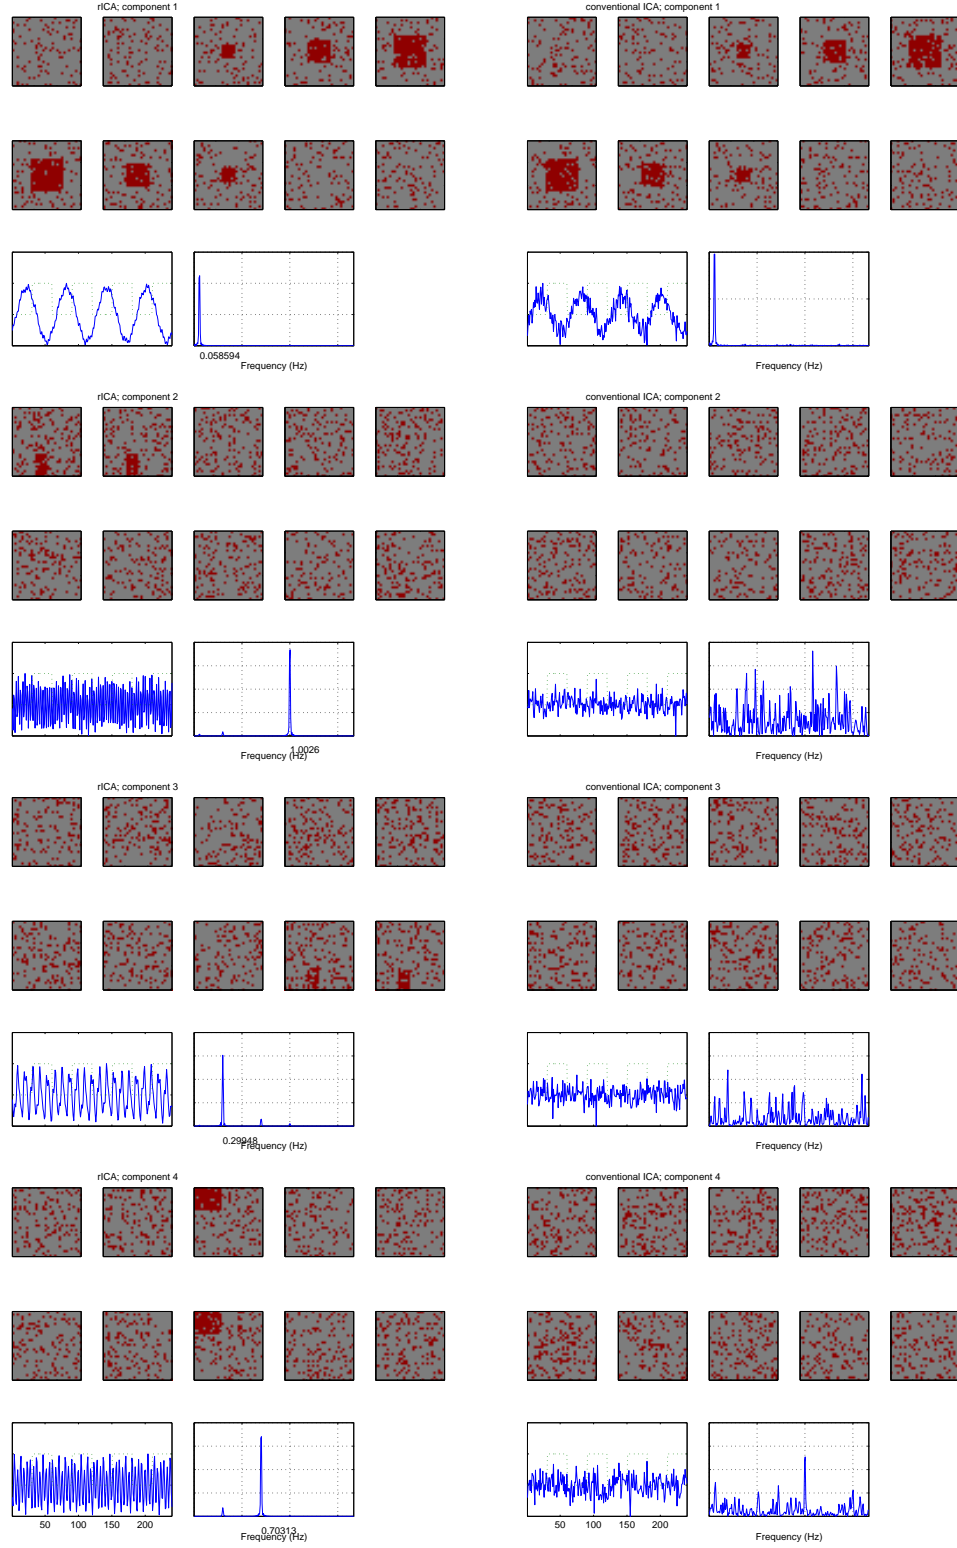 rICA; component 1
conventional ICA; component 1
0.058594
Frequency (Hz)
Frequency (Hz)
rICA; component 2
conventional ICA; component 2
1.0026
Frequency (Hz)
Frequency (Hz)
rICA; component 3
conventional ICA; component 3
0.29948
Frequency (Hz)
Frequency (Hz)
rICA; component 4
conventional ICA; component 4
50 100 150 200
50 100 150 200
0.70313
Frequency (Hz)
Frequency (Hz)